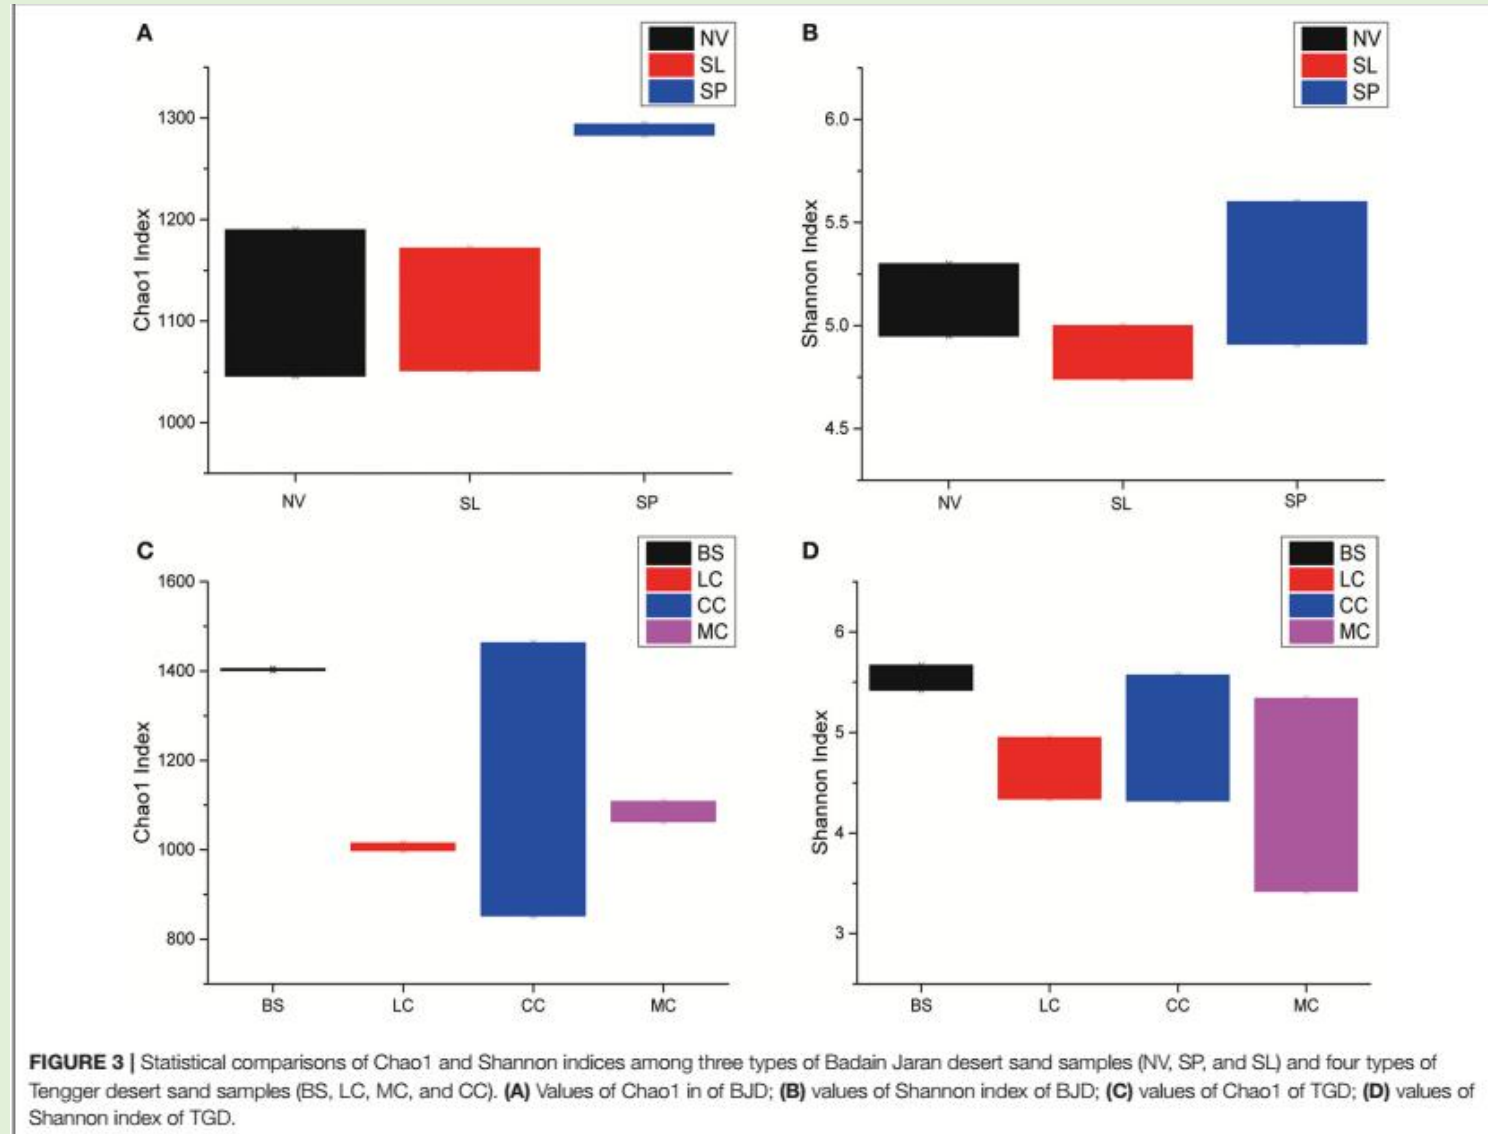 A
NV
SL
SP
1300
1200
1100
1000
Chao1 Index
NV SL SP
B
NV
SL
SP
6.0
5.5
5.0
4.5
Shannon Index
NV SL SP
C
BS
LC
CC
MC
1600
1400
1200
1000
800
Chao1 Index
BS LC CC MC
D
BS
LC
CC
MC
6
5
4
3
Shannon Index
BS LC CC MC
FIGURE 3 | Statistical comparisons of Chao1 and Shannon indices among three types of Badain Jaran desert sand samples (NV, SP, and SL) and four types of
Tengger desert sand samples (BS, LC, MC, and CC). (A) Values of Chao1 in of BJD; (B) values of Shannon index of BJD; (C) values of Chao1 of TGD; (D) values of
Shannon index of TGD.